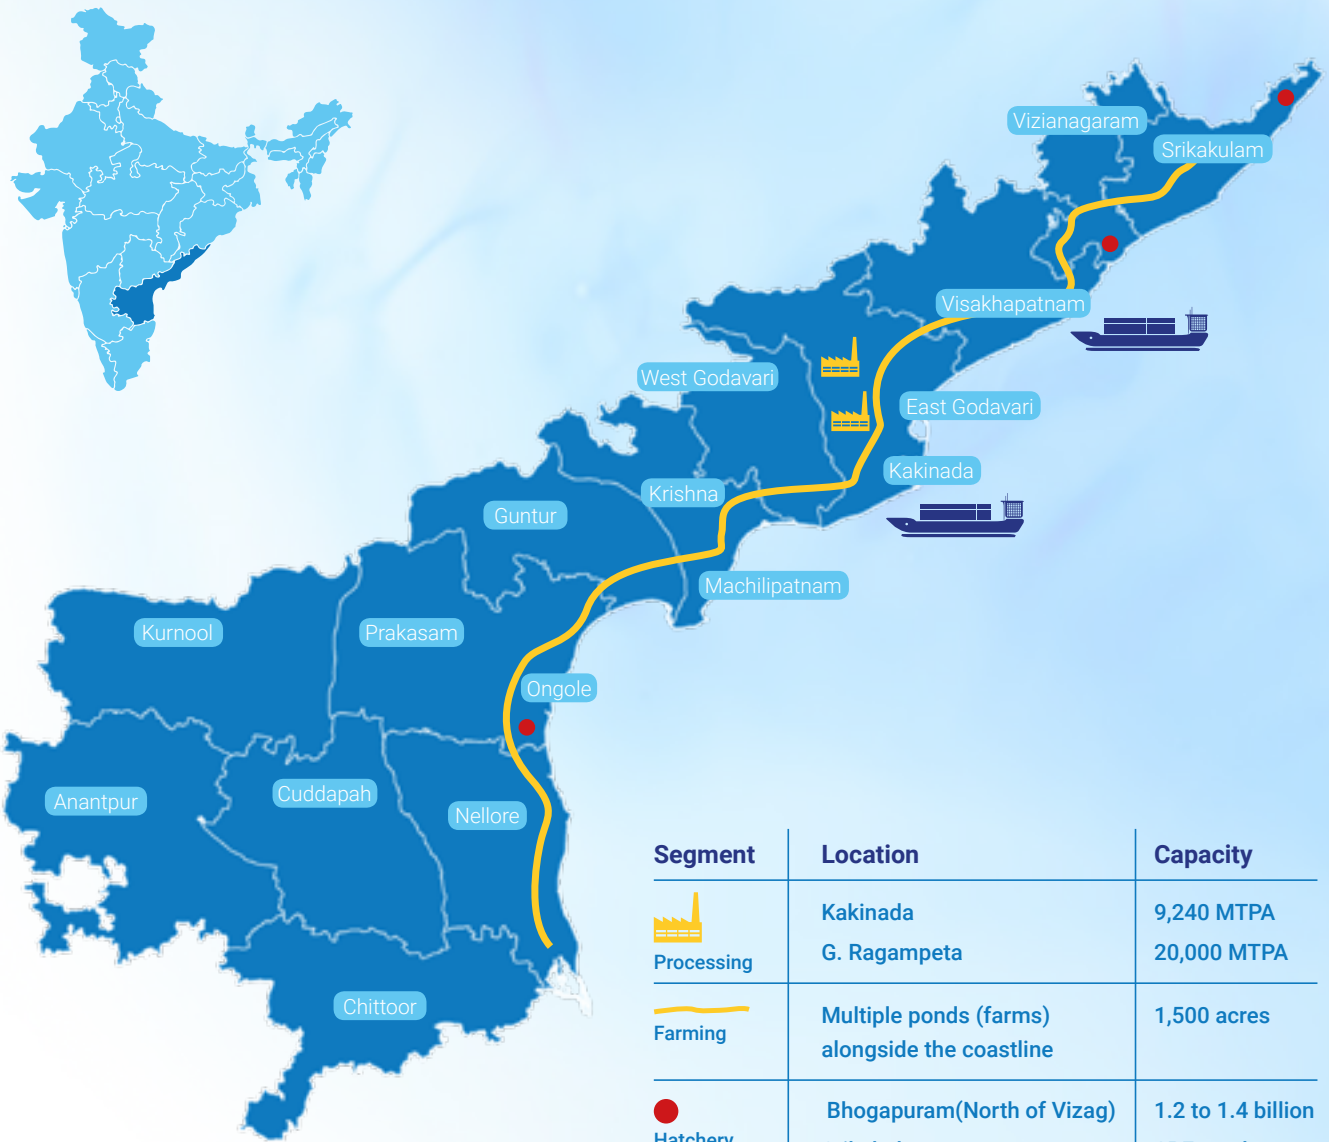 Vizianagaram
Srikakulam
Visakhapatnam
West Godavari
East Godavari
Kakinada
Krishna
Guntur
Machilipatnam
Kurnool
Prakasam
Ongole
Anantpur
Cuddapah
Nellore
Chittoor
Segment Location Capacity
Kakinada 9,240 MTPA
G. Ragampeta 20,000 MTPA
Processing
Multiple ponds (farms) 1,500 acres
Farming
alongside the coastline
Bhogapuram(North of Vizag) 1.2 to 1.4 billion
Hatchery